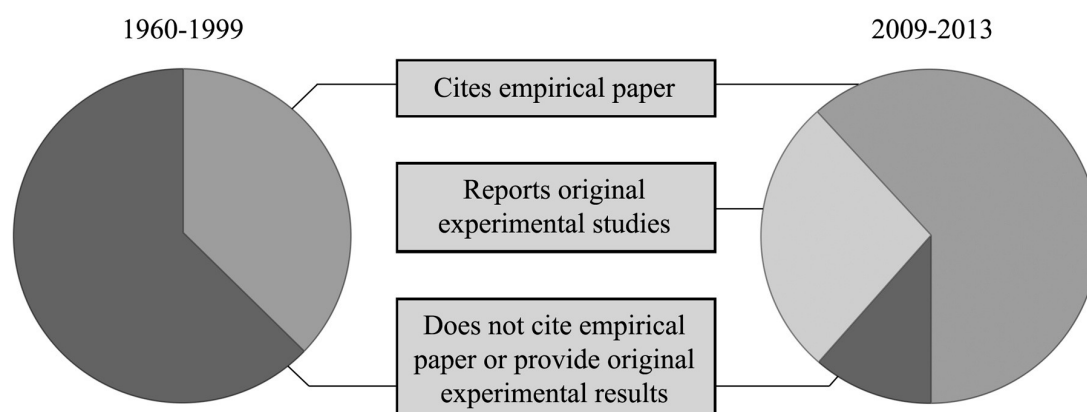 1960-1999
2009-2013
Cites empirical paper
Reports original
experimental studies
Does not cite empirical
paper or provide original
experimental results